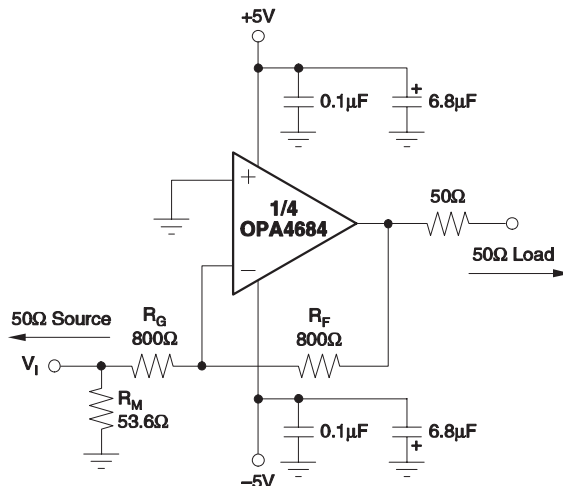 +5V
0.1μF
+
6.8μF
+
1/4
OPA4684
–
50Ω
50Ω Load
50Ω Source
RG
800Ω
RF
800Ω
VI
RM
53.6Ω
0.1μF
6.8μF
+
–5V